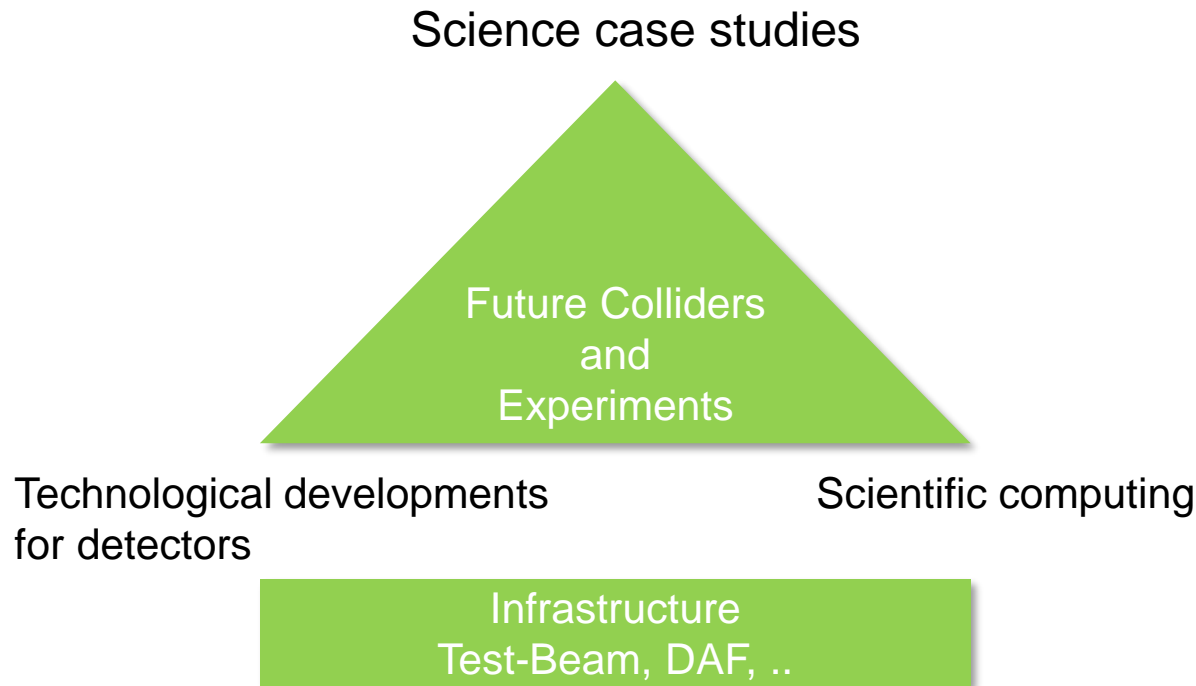 Science case studies
Future Colliders
and
Experiments
Technological developments
for detectors
Scientific computing
Infrastructure
Test-Beam, DAF, ..